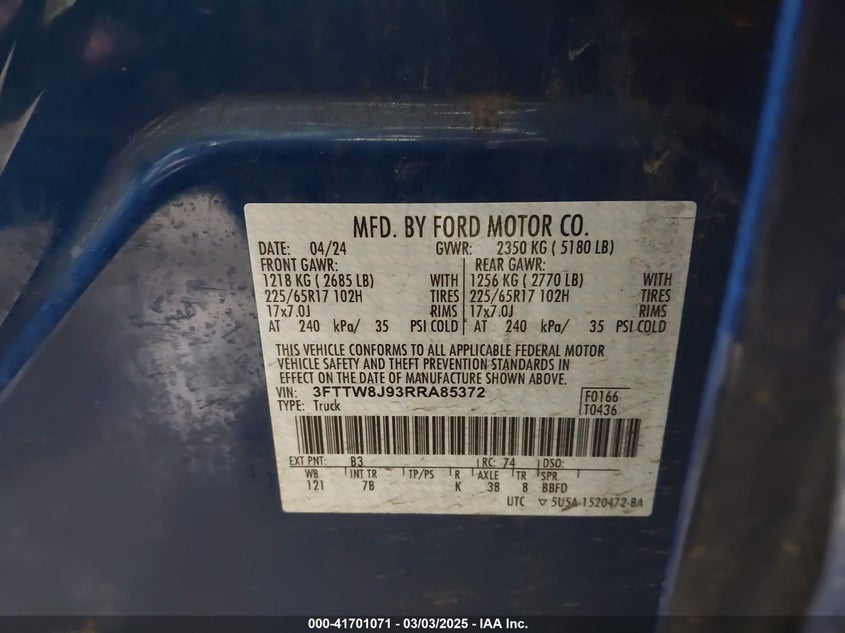 MFD. BY FORD MOTOR CO.
DATE: 04/24 GVWR: 2350 KG ( 5180 LB)
FRONT GAWR: REAR GAWR:
1218 KG ( 2685 LB) WITH 1256 KG ( 2770 LB) WITH
225/65R17 102H TIRES 225/65R17 102H TIRES
17x7.0J RIMS 17x7.0J RIMS
AT 240 kPa/ 35 PSI COLD AT 240 kPa/ 35 PSI COLD
THIS VEHICLE CONFORMS TO ALL APPLICABLE FEDERAL MOTOR
VEHICLE SAFETY AND THEFT PREVENTION STANDARDS IN
EFFECT ON THE DATE OF MANUFACTURE SHOWN ABOVE.
VIN: 3FTTW8J93RRA85372 F0166
TYPE: Truck T0436
EXT PNT: B3 RC: 74 DSO:
WB INT TR TP/PS R AXLE TR SPR
121 7B K 38 8 BBFD
UTC ▽ 5U5A-1520472-BA
000-41701071 - 03/03/2025 - IAA Inc.